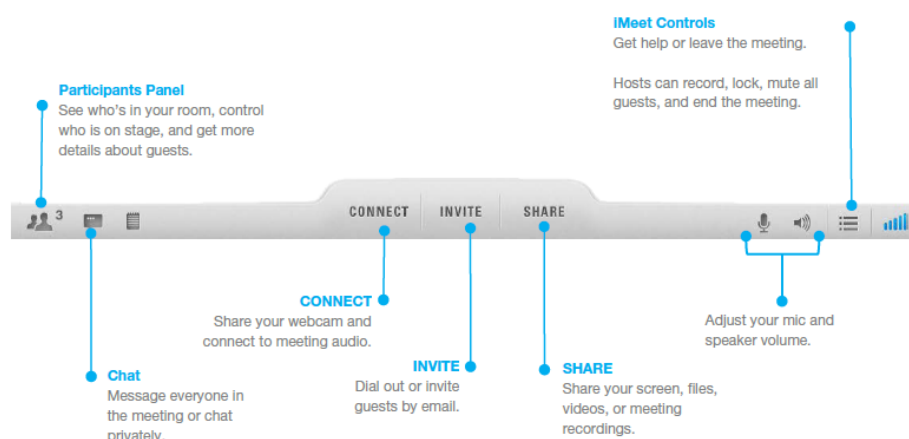 iMeet Controls
Get help or leave the meeting.
Hosts can record, lock, mute all
guests, and end the meeting.
Participants Panel
See who's in your room, control
who is on stage, and get more
details about guests.
3
CONNECT
INVITE
SHARE
CONNECT
Share your webcam and
connect to meeting audio.
Adjust your mic and
speaker volume.
INVITE
Dial out or invite
guests by email.
SHARE
Share your screen, files,
videos, or meeting
recordings.
Chat
Message everyone in
the meeting or chat
privately.